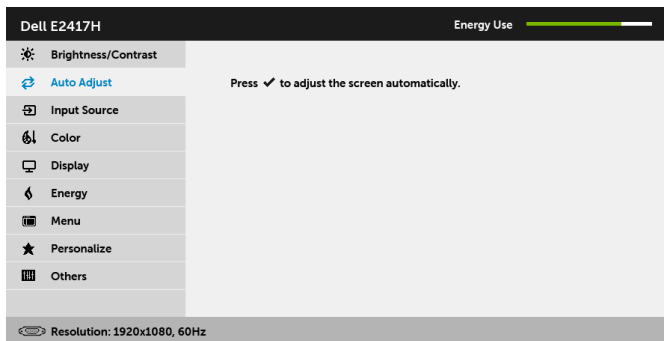 Dell E2417H
Energy Use
Brightness/Contrast
Auto Adjust
Press ✓ to adjust the screen automatically.
Input Source
Color
Display
Energy
Menu
Personalize
Others
Resolution: 1920x1080, 60Hz